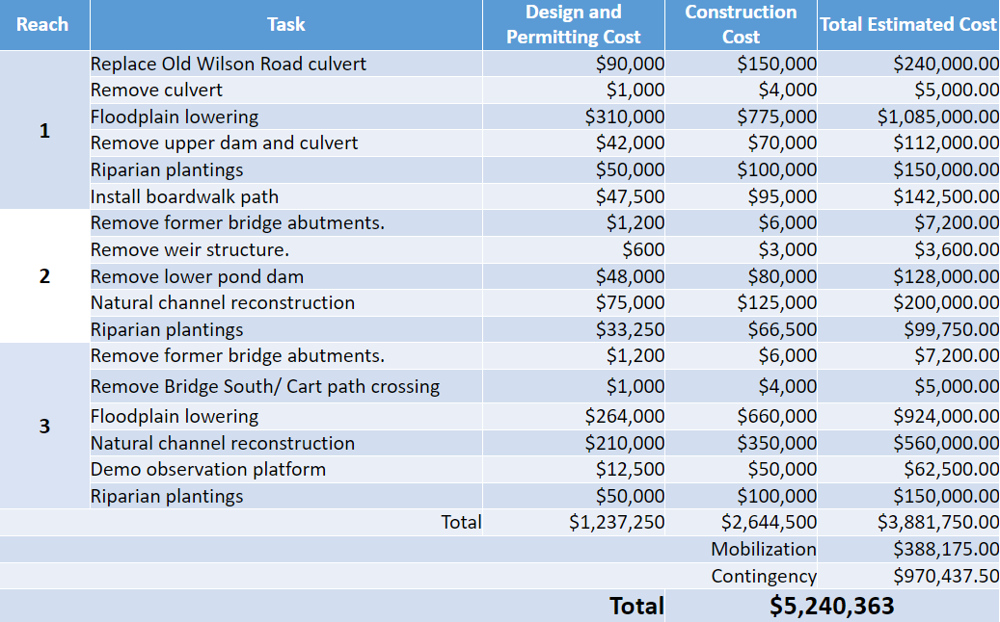 Reach Task Design and Permitting Cost Construction Cost Total Estimated Cost
1
Replace Old Wilson Road culvert $90,000 $150,000 $240,000.00
Remove culvert $1,000 $4,000 $5,000.00
Floodplain lowering $310,000 $775,000 $1,085,000.00
Remove upper dam and culvert $42,000 $70,000 $112,000.00
Riparian plantings $50,000 $100,000 $150,000.00
Install boardwalk path $47,500 $95,000 $142,500.00
2
Remove former bridge abutments. $1,200 $6,000 $7,200.00
Remove weir structure. $600 $3,000 $3,600.00
Remove lower pond dam $48,000 $80,000 $128,000.00
Natural channel reconstruction $75,000 $125,000 $200,000.00
Riparian plantings $33,250 $66,500 $99,750.00
3
Remove former bridge abutments. $1,200 $6,000 $7,200.00
Remove Bridge South/ Cart path crossing $1,000 $4,000 $5,000.00
Floodplain lowering $264,000 $660,000 $924,000.00
Natural channel reconstruction $210,000 $350,000 $560,000.00
Demo observation platform $12,500 $50,000 $62,500.00
Riparian plantings $50,000 $100,000 $150,000.00
Total $1,237,250 $2,644,500 $3,881,750.00
Mobilization $388,175.00
Contingency $970,437.50
Total $5,240,363